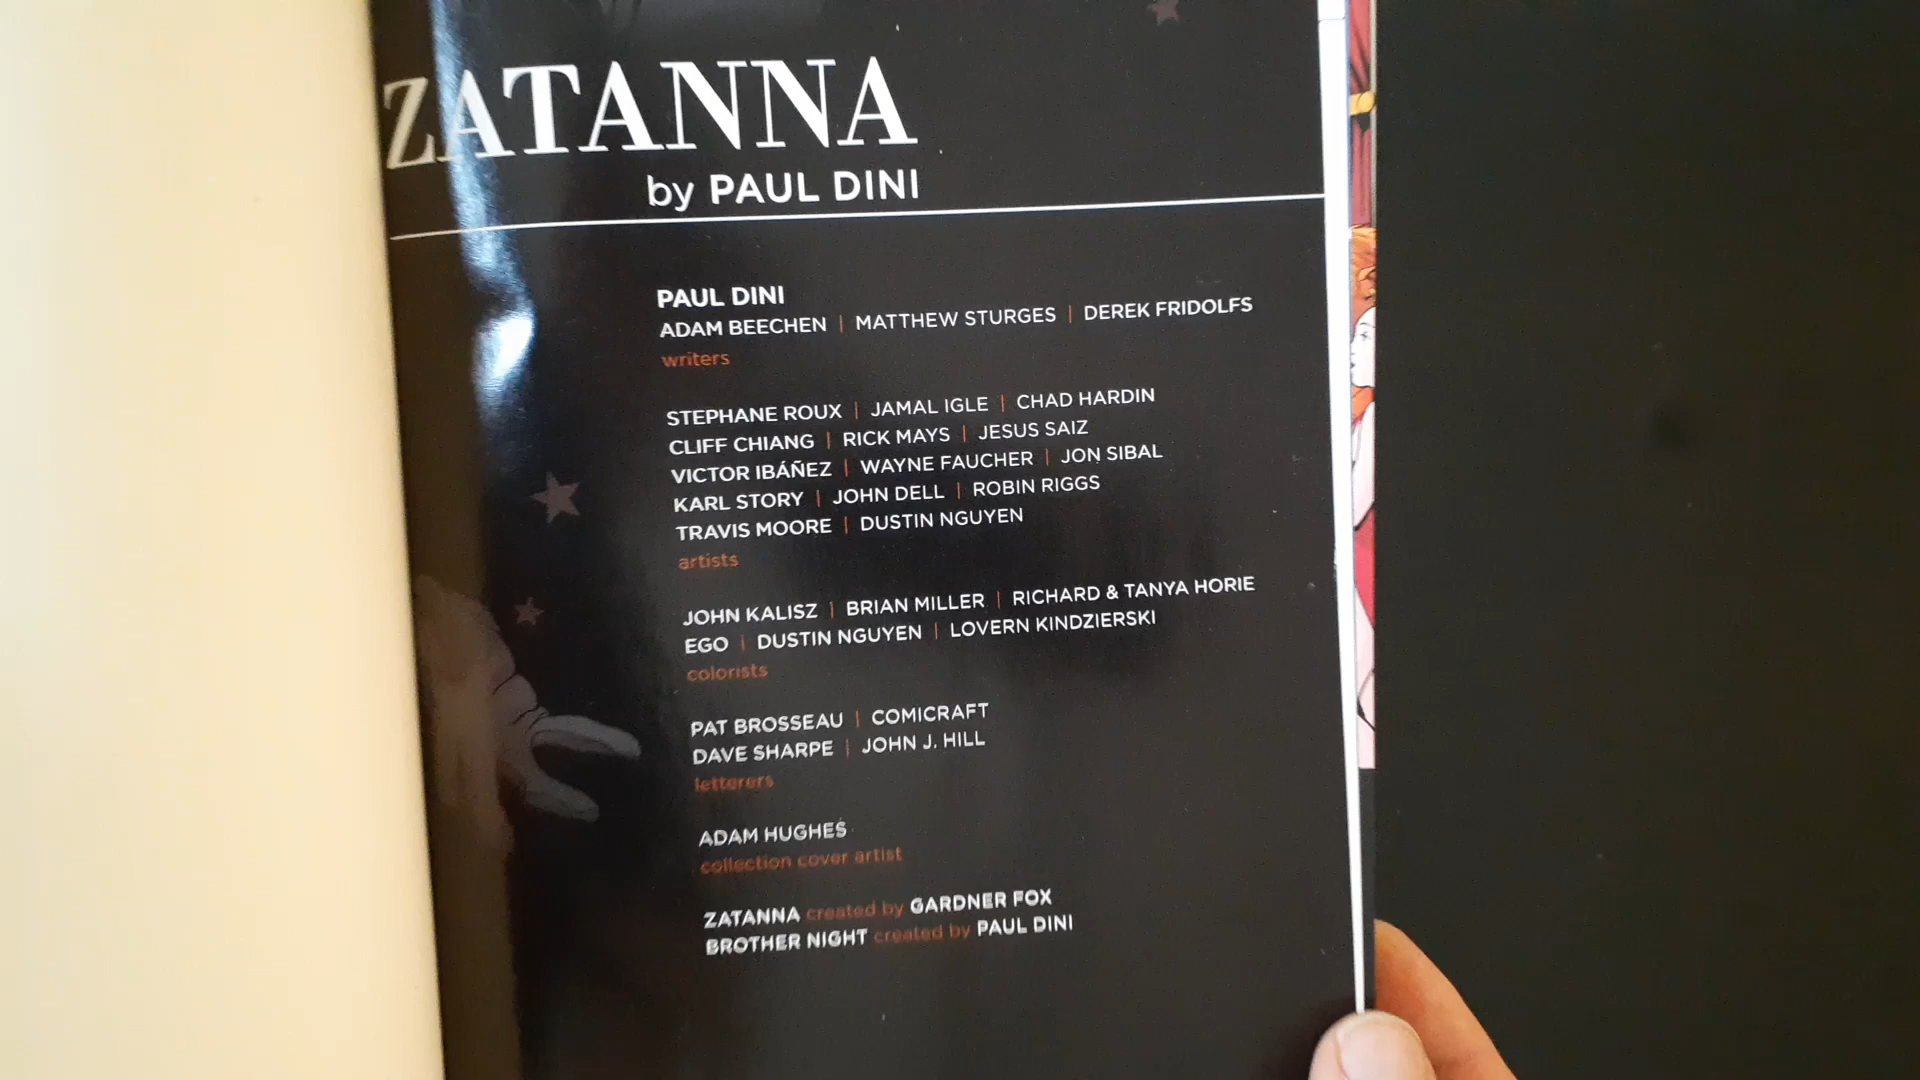 ZATANNA
by PAUL DINI
PAUL DINI
ADAM BEECHEN | MATTHEW STURGES | DEREK FRIDOLFS
writers
STEPHANE ROUX | JAMAL IGLE | CHAD HARDIN
CLIFF CHIANG | RICK MAYS | JESUS SAIZ
VICTOR IBÁÑEZ | WAYNE FAUCHER | JON SIBAL
KARL STORY | JOHN DELL | ROBIN RIGGS
TRAVIS MOORE | DUSTIN NGUYEN
artists
JOHN KALISZ | BRIAN MILLER | RICHARD & TANYA HORIE
EGO | DUSTIN NGUYEN | LOVERN KINDZIERSKI
colorists
PAT BROSSEAU | COMICRAFT
DAVE SHARPE | JOHN J. HILL
letterers
ADAM HUGHES
collection cover artist
ZATANNA created by GARDNER FOX
BROTHER NIGHT created by PAUL DINI